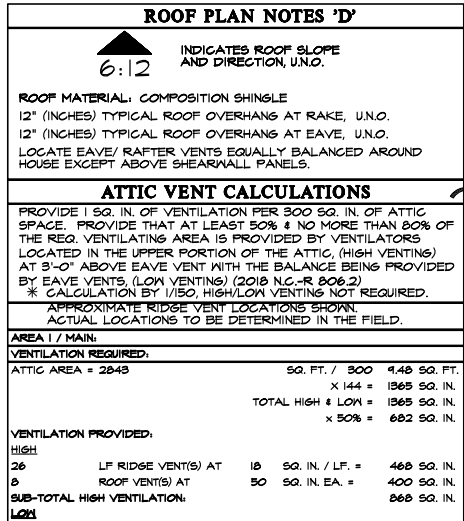 ROOF PLAN NOTES 'D'
INDICATES ROOF SLOPE
AND DIRECTION, U.N.O.
6:12
ROOF MATERIAL: COMPOSITION SHINGLE
12" (INCHES) TYPICAL ROOF OVERHANG AT RAKE, U.N.O.
12" (INCHES) TYPICAL ROOF OVERHANG AT EAVE, U.N.O.
LOCATE EAVE/ RAFTER VENTS EQUALLY BALANCED AROUND
HOUSE EXCEPT ABOVE SHEARWALL PANELS.
ATTIC VENT CALCULATIONS
PROVIDE 1 SQ. IN. OF VENTILATION PER 300 SQ. IN. OF ATTIC
SPACE. PROVIDE THAT AT LEAST 50% & NO MORE THAN 80% OF
THE REQ. VENTILATING AREA IS PROVIDED BY VENTILATORS
LOCATED IN THE UPPER PORTION OF THE ATTIC, (HIGH VENTING)
AT 3'-0" ABOVE EAVE VENT WITH THE BALANCE BEING PROVIDED
BY EAVE VENTS, (LOW VENTING) (2018 N.C.-R 806.2)
* CALCULATION BY 1/150, HIGH/LOW VENTING NOT REQUIRED.
APPROXIMATE RIDGE VENT LOCATIONS SHOWN.
ACTUAL LOCATIONS TO BE DETERMINED IN THE FIELD.
AREA 1 / MAIN:
VENTILATION REQUIRED:
ATTIC AREA = 2843 SQ. FT. / 300 9.48 SQ. FT.
X 144 = 1365 SQ. IN.
TOTAL HIGH & LOW = 1365 SQ. IN.
x 50% = 682 SQ. IN.
VENTILATION PROVIDED:
HIGH
26 LF RIDGE VENT(S) AT 18 SQ. IN. / LF. = 468 SQ. IN.
8 ROOF VENT(S) AT 50 SQ. IN. EA. = 400 SQ. IN.
SUB-TOTAL HIGH VENTILATION: 868 SQ. IN.
LOW